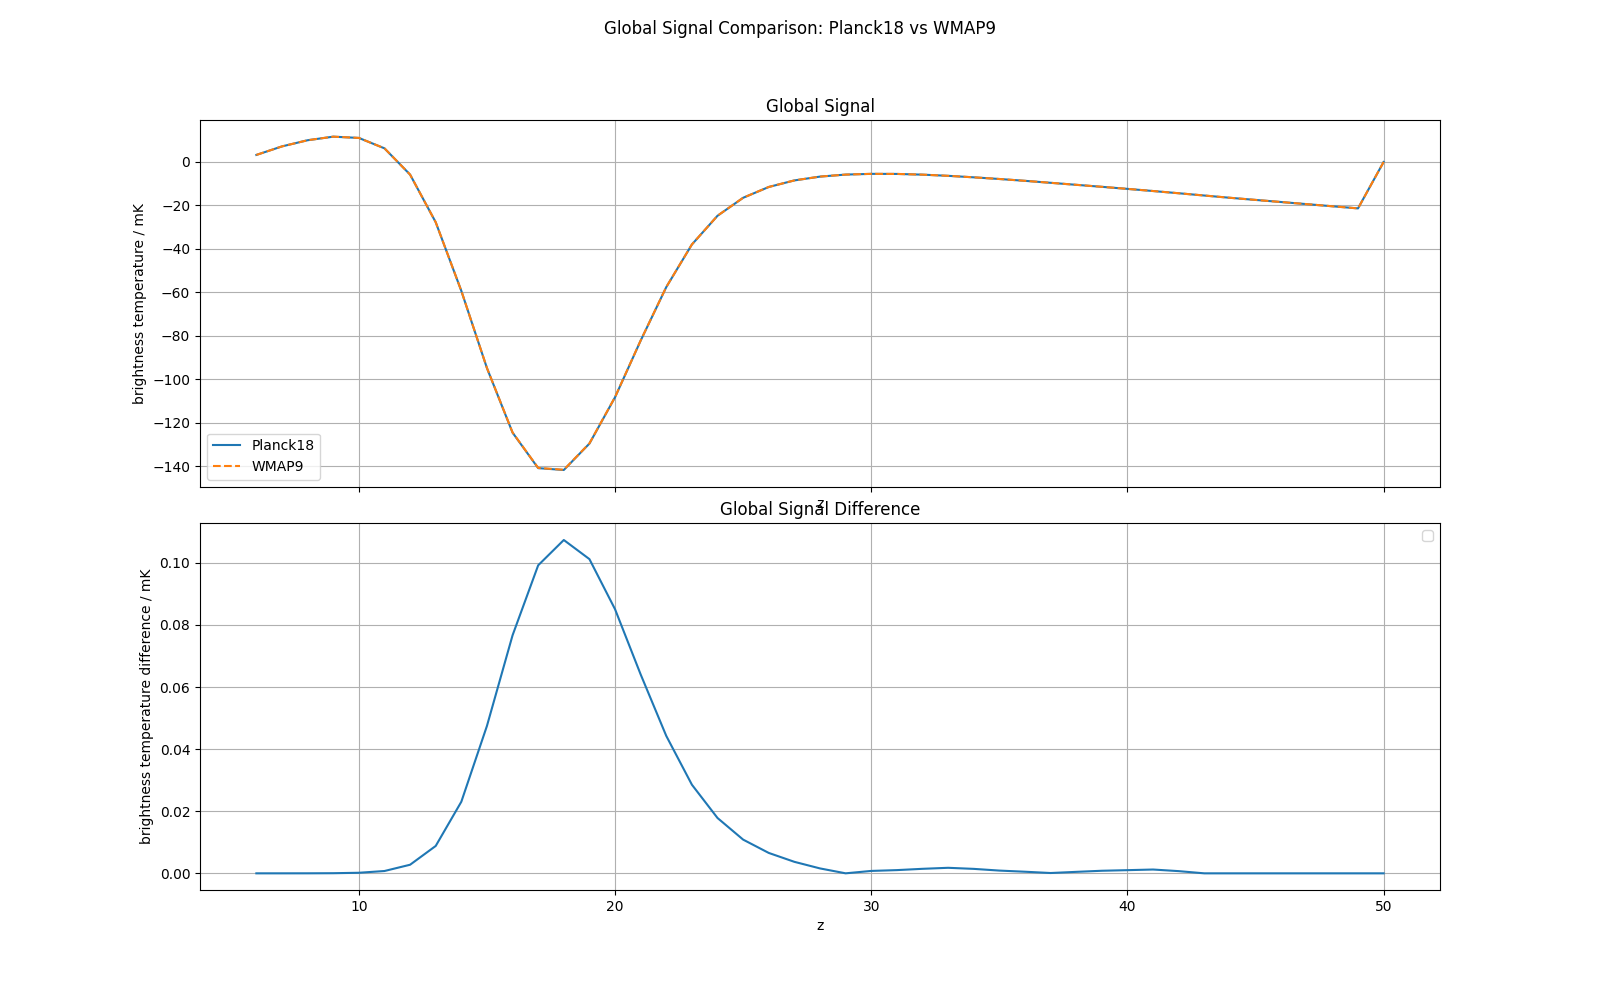 Global Signal Comparison: Planck18 vs WMAP9
Global Signal
brightness temperature / mK
0
−20
−40
−60
−80
−100
−120
−140
Planck18
WMAP9
z
Global Signal Difference
brightness temperature difference / mK
0.10
0.08
0.06
0.04
0.02
0.00
10
20
30
40
50
z